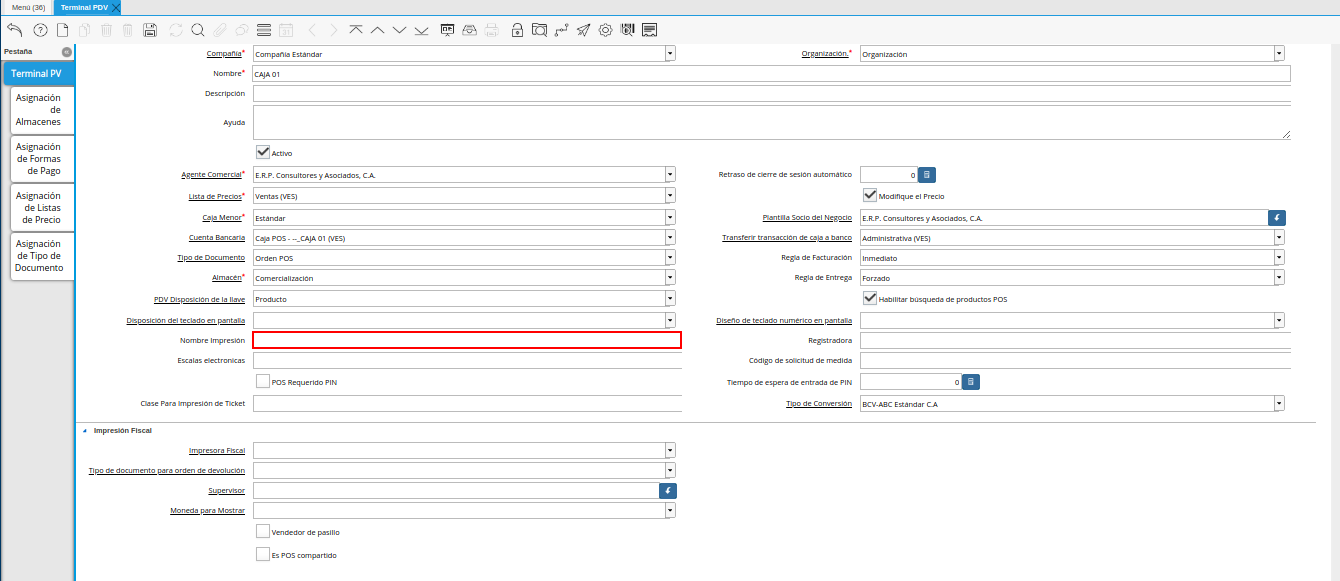 Menú (36) Terminal PDV
Pestaña
Terminal PV
Asignación
de
Almacenes
Asignación
de Formas
de Pago
Asignación
de Listas
de Precio
Asignación
de Tipo de
Documento
Compañía* Compañía Estándar Organización.* Organización
Nombre* CAJA 01
Descripción
Ayuda
Activo
Agente Comercial* E.R.P. Consultores y Asociados, C.A. Retraso de cierre de sesión automático 0
Lista de Precios* Ventas (VES) Modifique el Precio
Caja Menor* Estándar Plantilla Socio del Negocio E.R.P. Consultores y Asociados, C.A.
Cuenta Bancaria Caja POS - --_CAJA 01 (VES) Transferir transacción de caja a banco Administrativa (VES)
Tipo de Documento Orden POS Regla de Facturación Inmediato
Almacén* Comercialización Regla de Entrega Forzado
PDV Disposición de la llave Producto Habilitar búsqueda de productos POS
Disposición del teclado en pantalla Diseño de teclado numérico en pantalla
Nombre Impresión Registradora
Escalas electronicas Código de solicitud de medida
POS Requerido PIN Tiempo de espera de entrada de PIN 0
Clase Para Impresión de Ticket Tipo de Conversión BCV-ABC Estándar C.A
Impresión Fiscal
Impresora Fiscal
Tipo de documento para orden de devolución
Supervisor
Moneda para Mostrar
Vendedor de pasillo
Es POS compartido